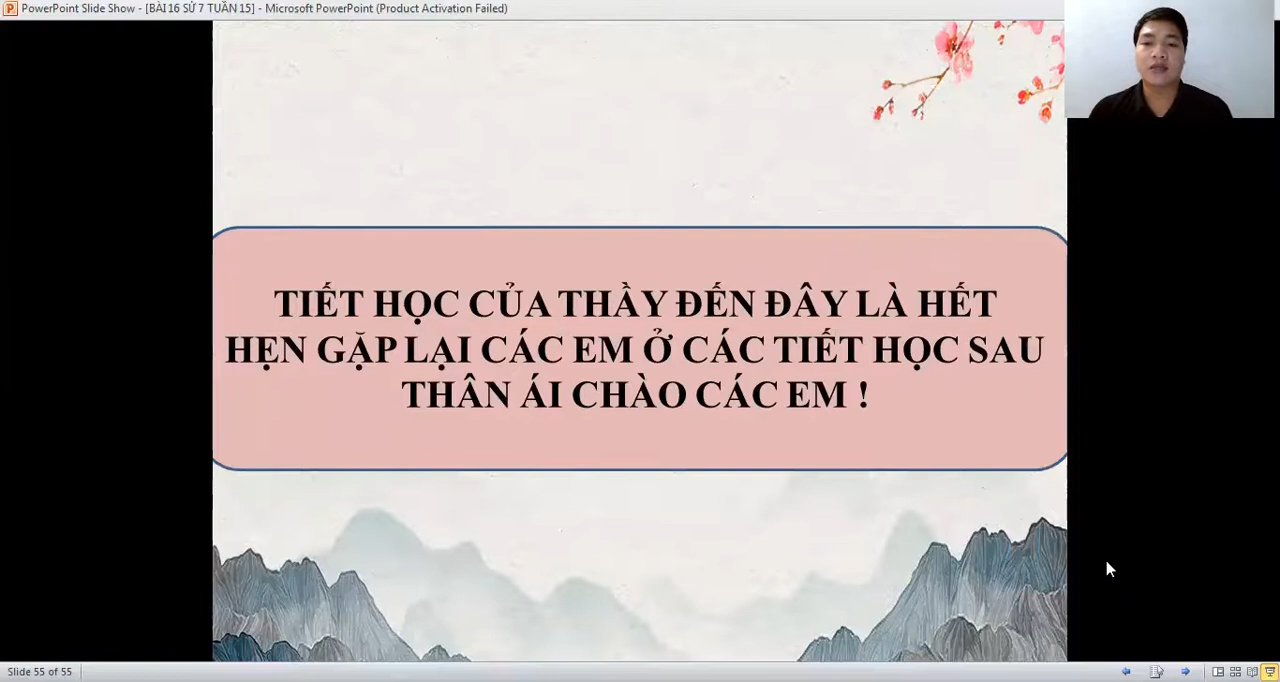 PowerPoint Slide Show - [BÀI 16 SỬ 7 TUẦN 15] - Microsoft PowerPoint (Product Activation Failed)
TIẾT HỌC CỦA THẦY ĐẾN ĐÂY LÀ HẾT
HẸN GẶP LẠI CÁC EM Ở CÁC TIẾT HỌC SAU
THÂN ÁI CHÀO CÁC EM !
Slide 55 of 55